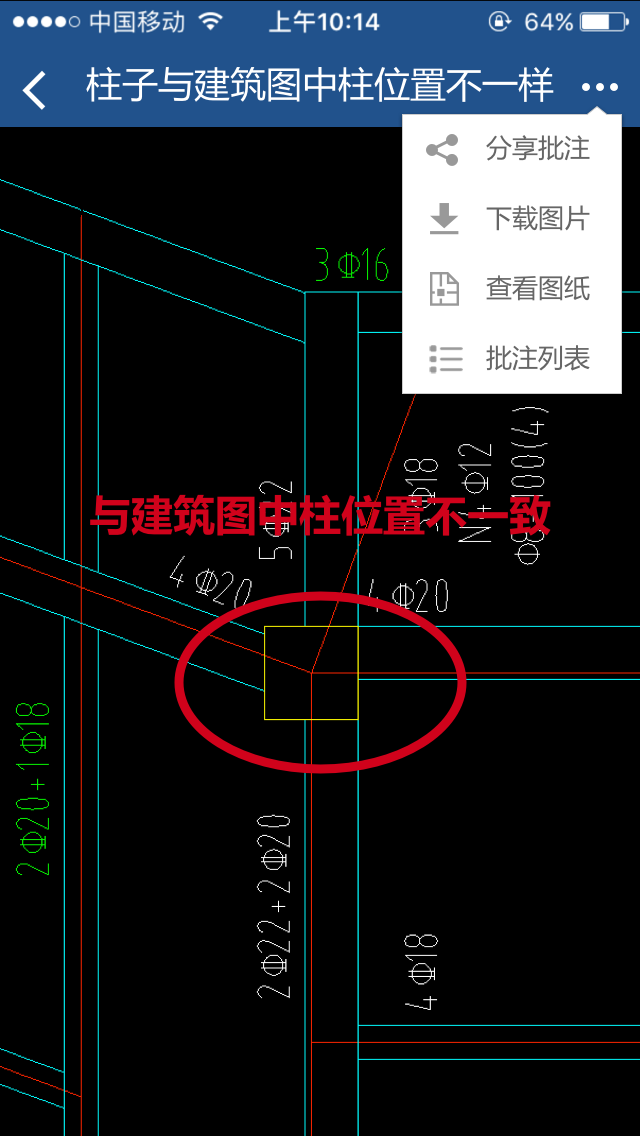 中国移动 上午10:14 64%
柱子与建筑图中柱位置不一样
分享批注
下载图片
查看图纸
批注列表
3Φ16
Φ12
与建筑图中柱位置不一致
4Φ20
4Φ20
2Φ20+1Φ18
2Φ22+2Φ20
4Φ18